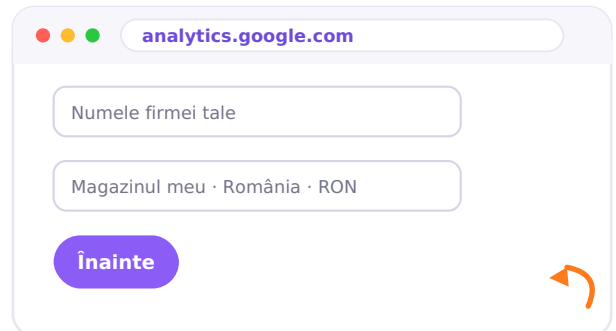 analytics.google.com
Numele firmei tale
Magazinul meu · România · RON
Înainte